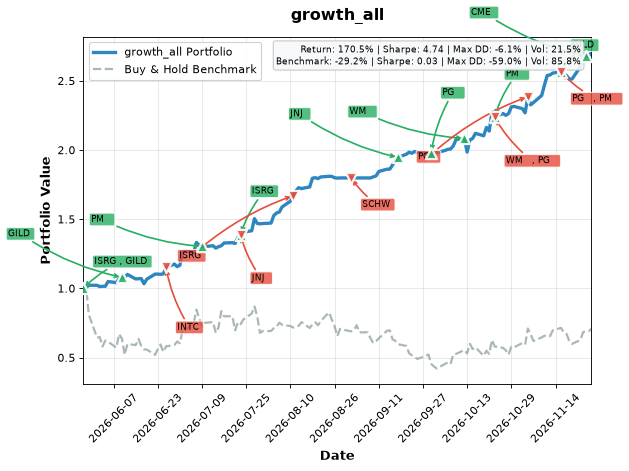 growth_all
CME
growth_all Portfolio
Buy & Hold Benchmark
Return: 170.5% | Sharpe: 4.74 | Max DD: -6.1% | Vol: 21.5%
Benchmark: -29.2% | Sharpe: 0.03 | Max DD: -59.0% | Vol: 85.8%
PM
PG
PG , PM
JNJ
WM
WM , PG
ISRG
SCHW
PM
GILD
ISRG
ISRG , GILD
JNJ
INTC
Portfolio Value
2.5
2.0
1.5
1.0
0.5
2026-06-07
2026-06-23
2026-07-09
2026-07-25
2026-08-10
2026-08-26
2026-09-11
2026-09-27
2026-10-13
2026-10-29
2026-11-14
Date